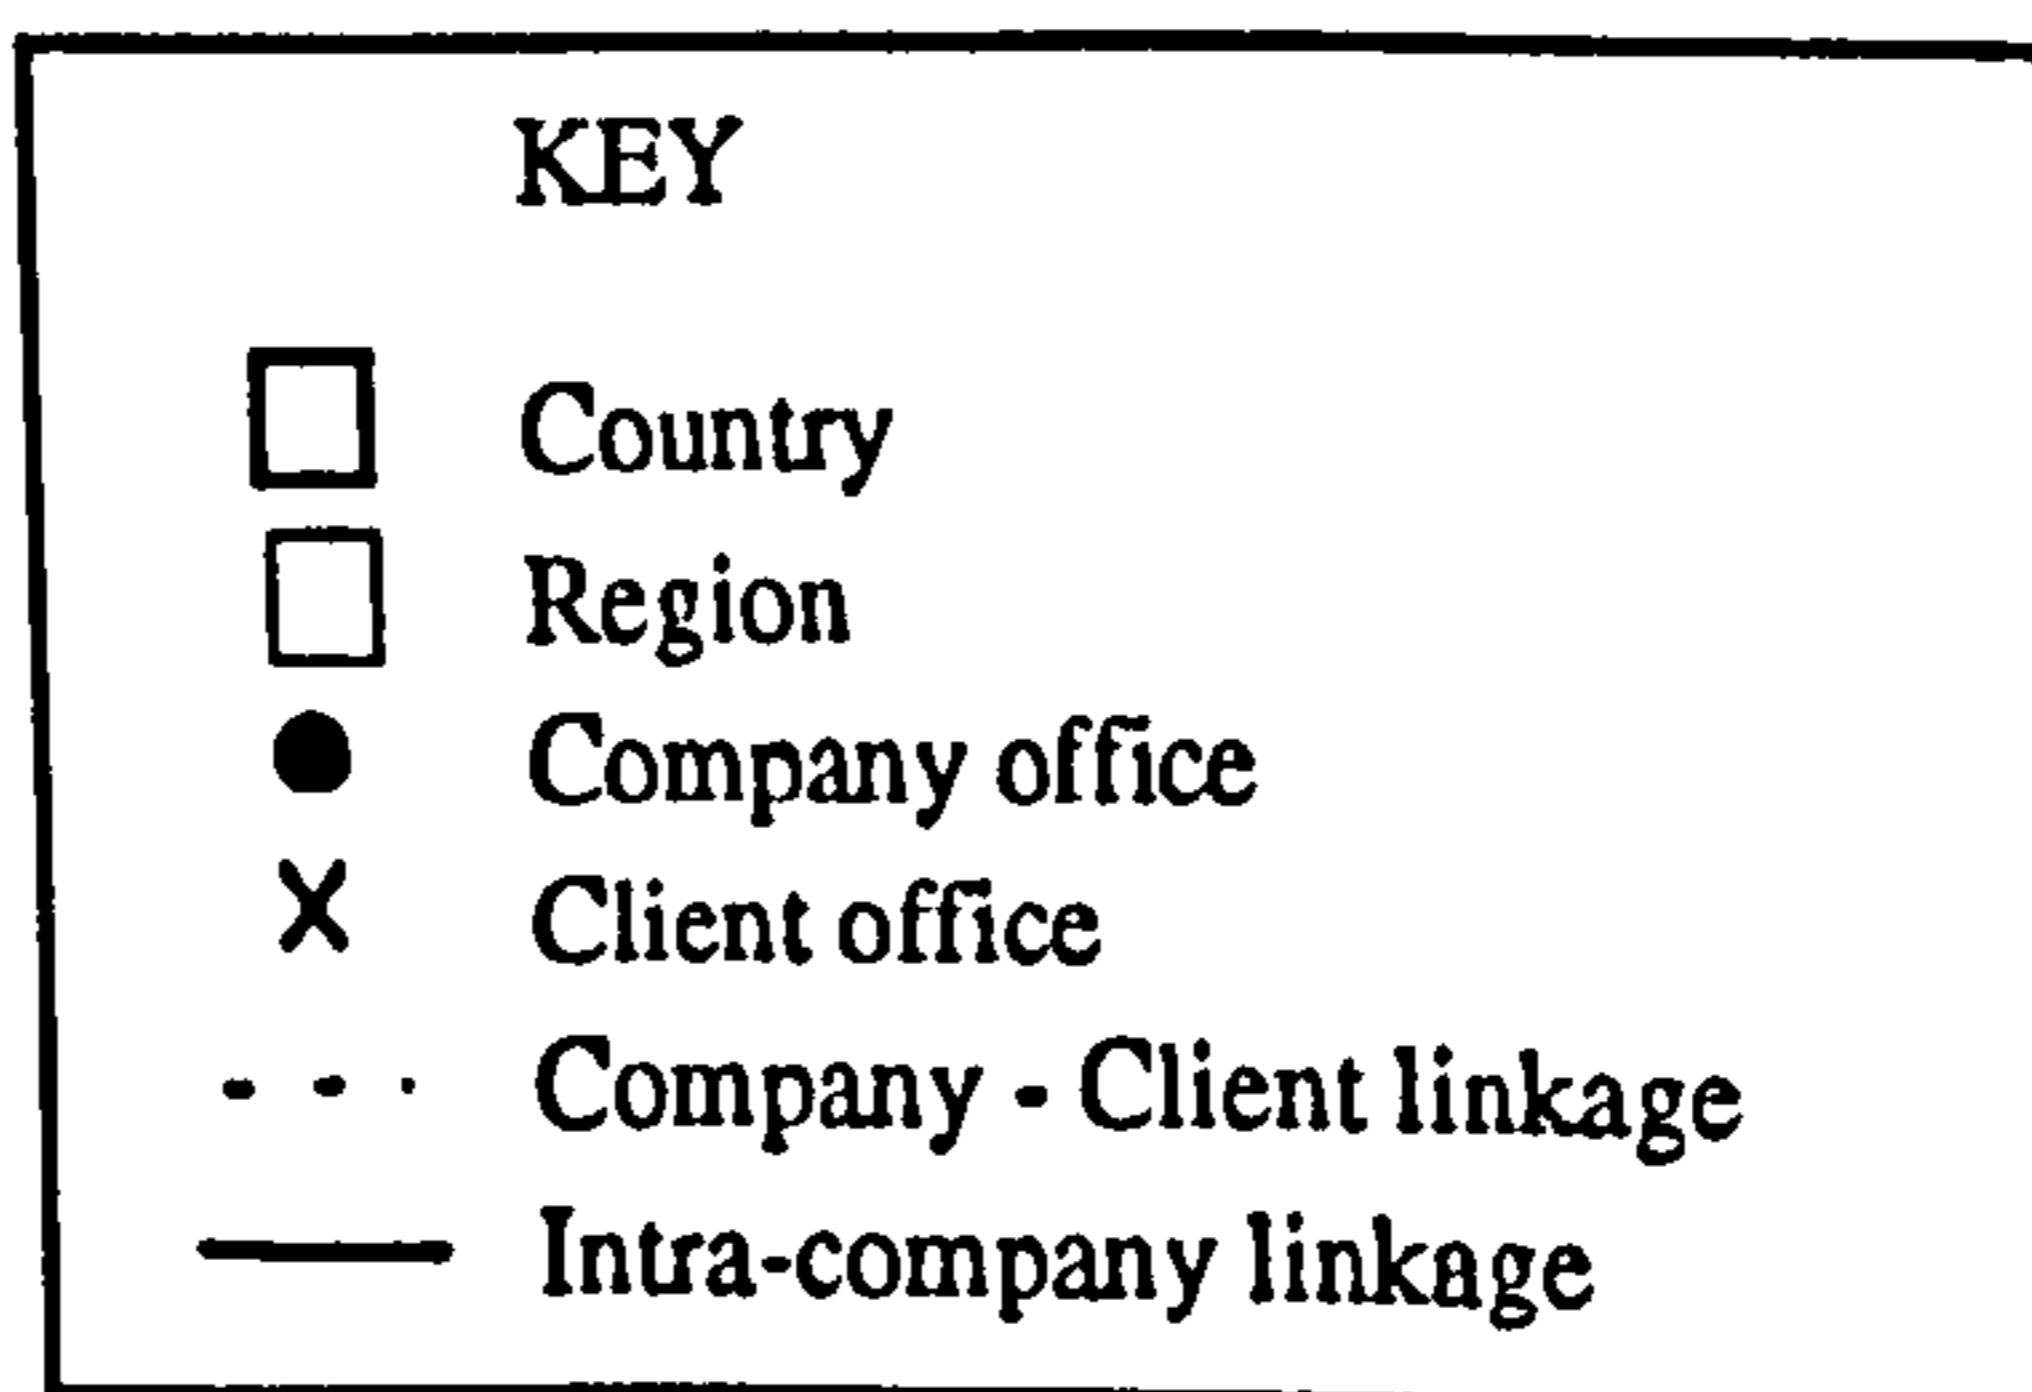 KEY
Country
Region
Company office
Client office
Company - Client linkage
Intra-company linkage